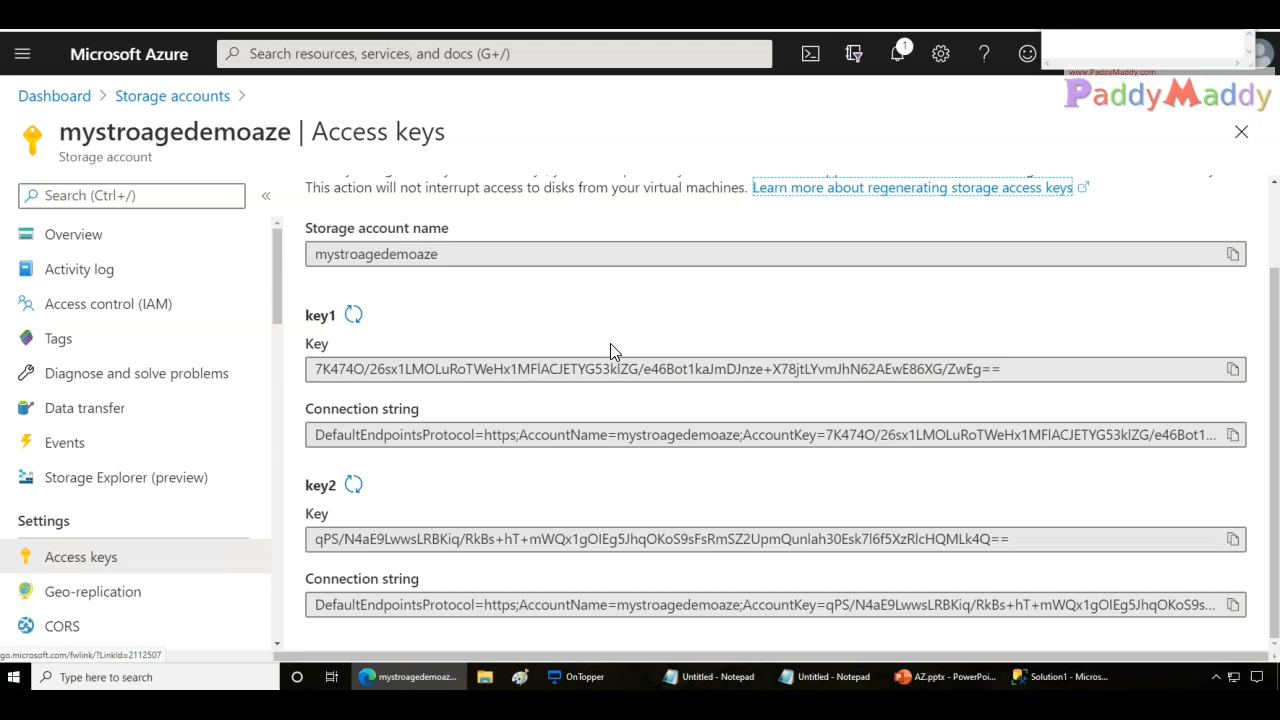 Microsoft Azure
Search resources, services, and docs (G+/)
1
www.PaddyMaddy.com
PaddyMaddy
Dashboard > Storage accounts >
mystroagedemoaze | Access keys
Storage account
Search (Ctrl+/)
Overview
Activity log
Access control (IAM)
Tags
Diagnose and solve problems
Data transfer
Events
Storage Explorer (preview)
Settings
Access keys
Geo-replication
CORS
This action will not interrupt access to disks from your virtual machines. Learn more about regenerating storage access keys
Storage account name
mystroagedemoaze
key1
Key
7K474O/26sx1LMOLuRoTWeHx1MFlACJETYG53klZG/e46Bot1kaJmDJnze+X78jtLYvmJhN62AEwE86XG/ZwEg==
Connection string
DefaultEndpointsProtocol=https;AccountName=mystroagedemoaze;AccountKey=7K474O/26sx1LMOLuRoTWeHx1MFlACJETYG53klZG/e46Bot1...
key2
Key
qPS/N4aE9LwwsLRBKiq/RkBs+hT+mWQx1gOIEg5JhqOKoS9sFsRmSZ2UpmQunlah30Esk7l6f5XzRlcHQMLk4Q==
Connection string
DefaultEndpointsProtocol=https;AccountName=mystroagedemoaze;AccountKey=qPS/N4aE9LwwsLRBKiq/RkBs+hT+mWQx1gOIEg5JhqOKoS9s...
go.microsoft.com/fwlink/?LinkId=2112507
Type here to search
mystroagedemoaz...
OnTopper
Untitled - Notepad
Untitled - Notepad
AZ.pptx - PowerPoi...
Solution1 - Micros...